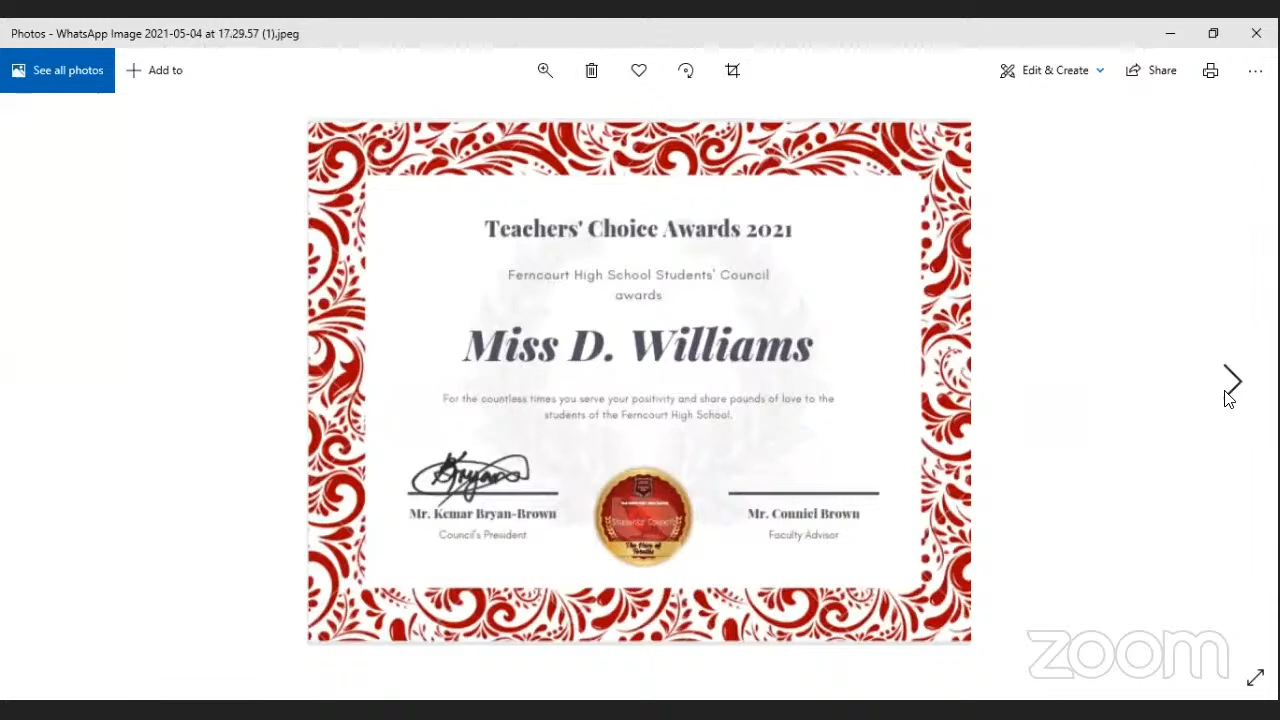 Photos - WhatsApp Image 2021-05-04 at 17.29.57 (1).jpeg
See all photos
Add to
Edit & Create
Share
Teachers' Choice Awards 2021
Ferncourt High School Students' Council
awards
Miss D. Williams
For the countless times you serve your positivity and share pounds of love to the
students of the Ferncourt High School.
Mr. Kemar Bryan-Brown
Council's President
Students' Council
Mr. Connici Brown
Faculty Advisor
zoom